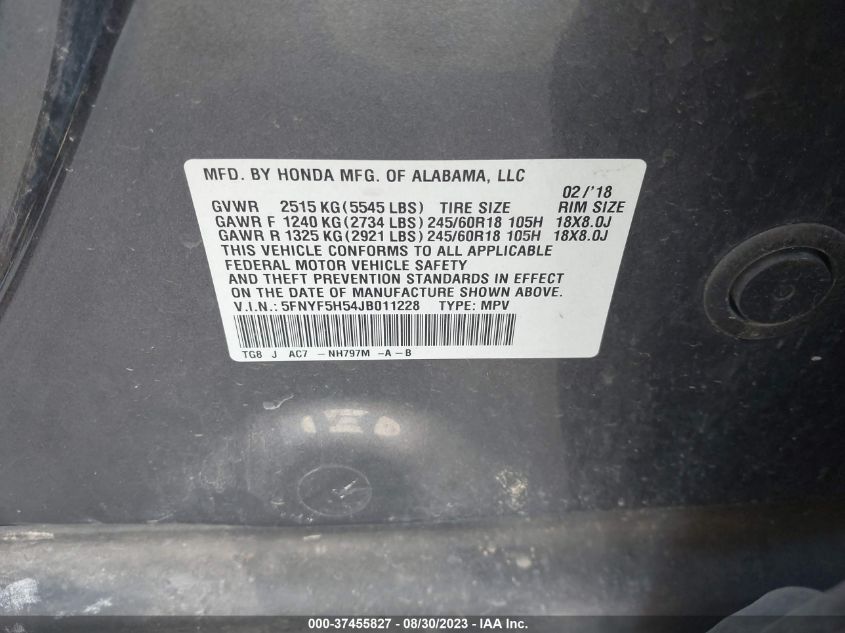 MFD. BY HONDA MFG. OF ALABAMA, LLC
02/'18
GVWR 2515 KG (5545 LBS) TIRE SIZE RIM SIZE
GAWR F 1240 KG (2734 LBS) 245/60R18 105H 18X8.0J
GAWR R 1325 KG (2921 LBS) 245/60R18 105H 18X8.0J
THIS VEHICLE CONFORMS TO ALL APPLICABLE
FEDERAL MOTOR VEHICLE SAFETY
AND THEFT PREVENTION STANDARDS IN EFFECT
ON THE DATE OF MANUFACTURE SHOWN ABOVE.
V.I.N.: 5FNYF5H54JB011228 TYPE: MPV
TG8 J AC7 -NH797M -A-B
000-37455827 - 08/30/2023 - IAA Inc.